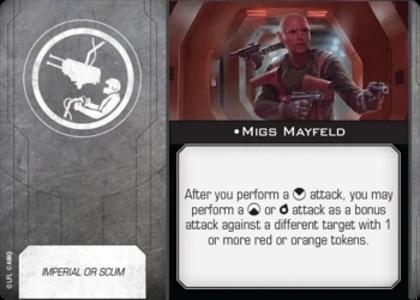 •MIGS MAYFELD
After you perform a attack, you may
perform a or attack as a bonus
attack against a different target with 1
or more red or orange tokens.
IMPERIAL OR SCUM
©LFL ©AMG